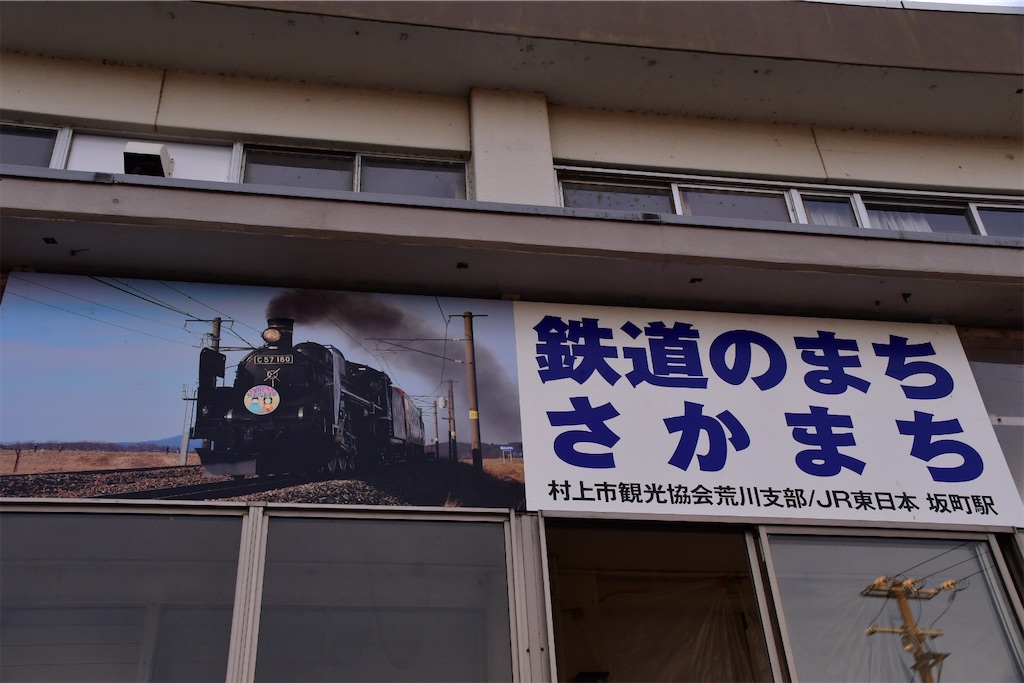 C57 180
鉄道のまち
さかまち
村上市観光協会荒川支部/JR東日本 坂町駅